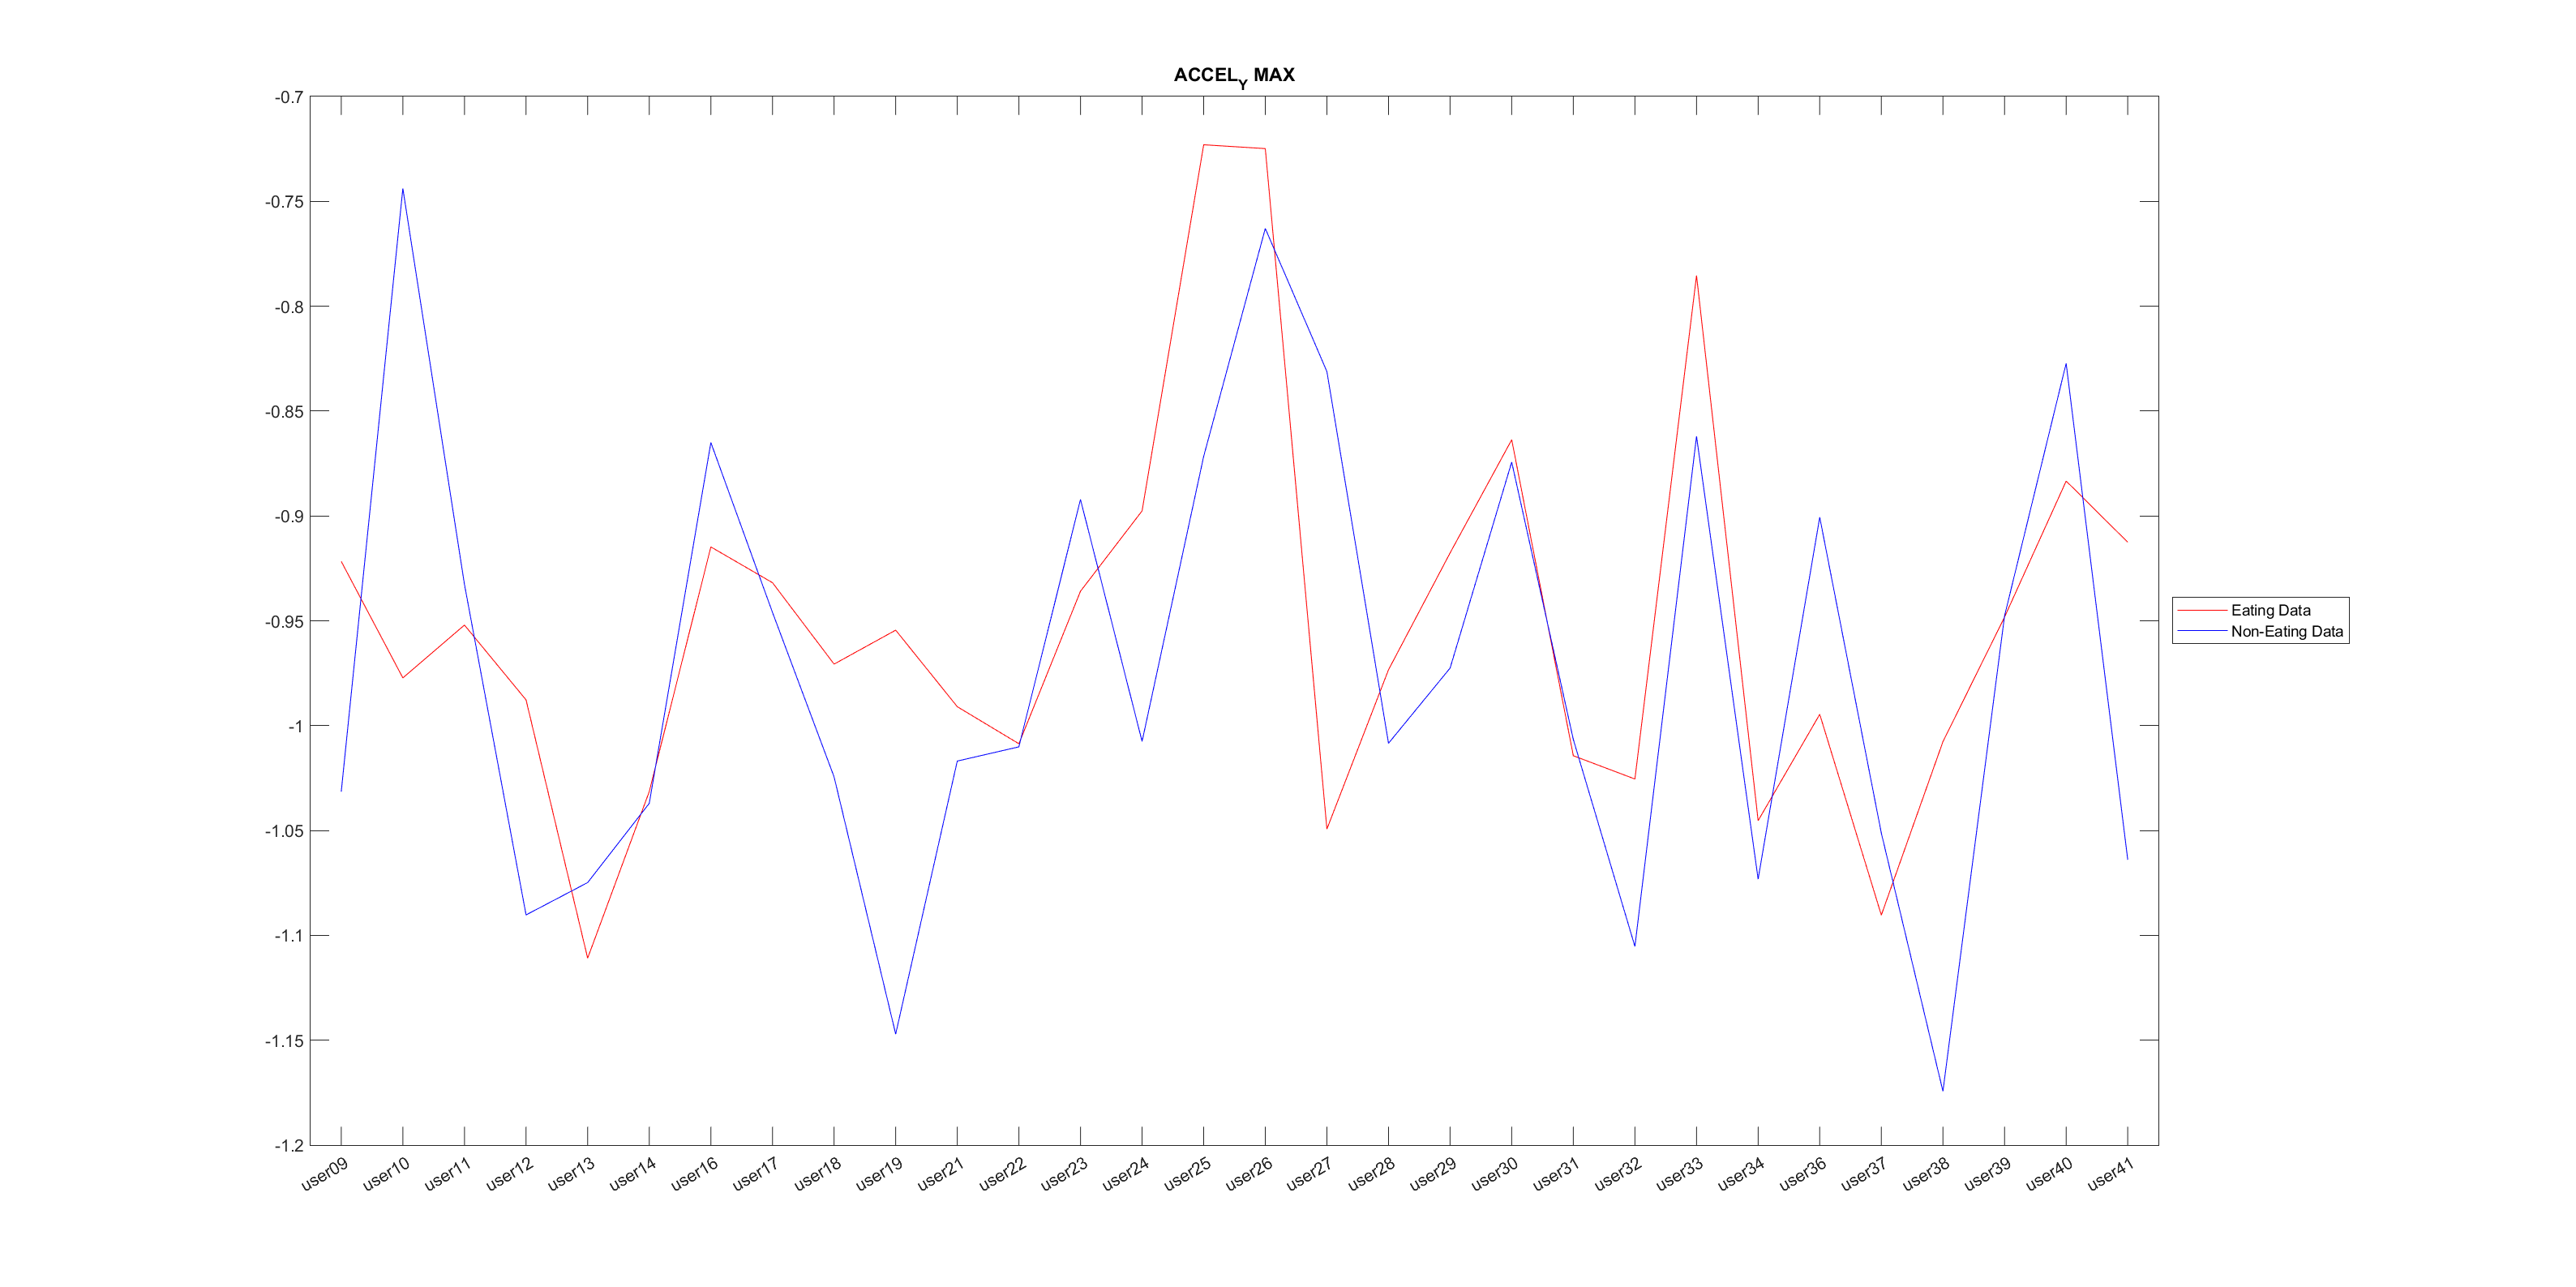 ACCELY MAX
-0.7
-0.75
-0.8
-0.85
-0.9
-0.95
-1
-1.05
-1.1
-1.15
-1.2
user09 user10 user11 user12 user13 user14 user16 user17 user18 user19 user21 user22 user23 user24 user25 user26 user27 user28 user29 user30 user31 user32 user33 user34 user36 user37 user38 user39 user40 user41
Eating Data
Non-Eating Data